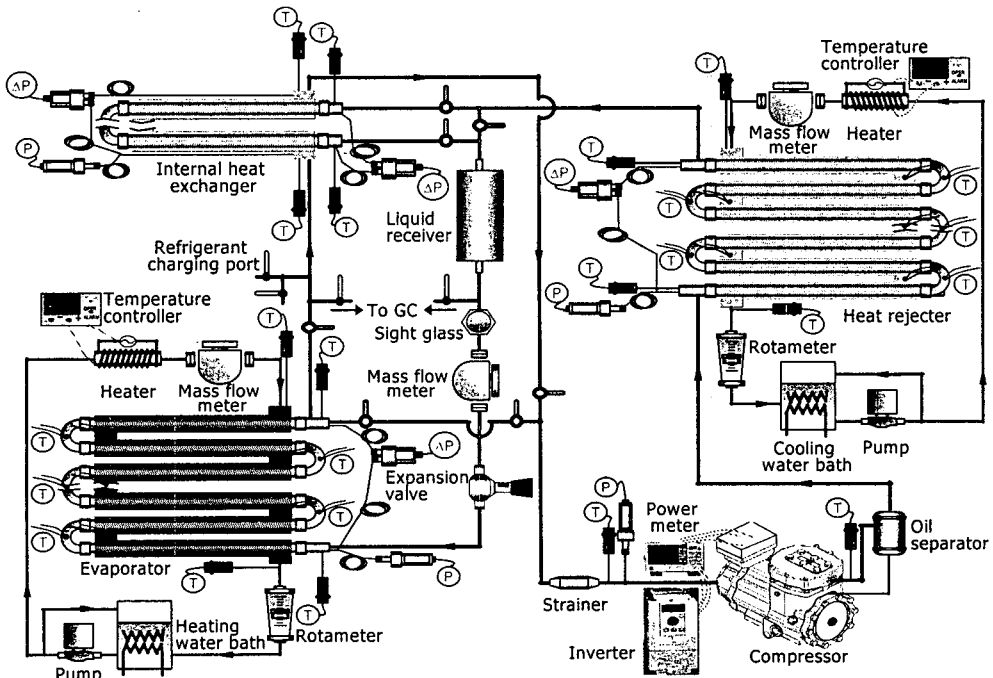 T
T
ΔP
P
Internal heat
exchanger
ΔP
T
T
Refrigerant
charging port
Liquid
receiver
To GC
Sight glass
Mass flow
meter
Temperature
controller
T
T
Heater
Mass flow
meter
T
T
T
T
T
ΔP
Expansion
valve
Evaporator
T
T
P
Heating
water bath
Rotameter
Pump
T
Temperature
controller
Mass flow
meter
Heater
T
ΔP
T
T
T
T
T
T
P
T
Heat rejecter
Rotameter
Cooling
water bath
Pump
P
T
Power
meter
T
Oil
separator
Strainer
Inverter
Compressor